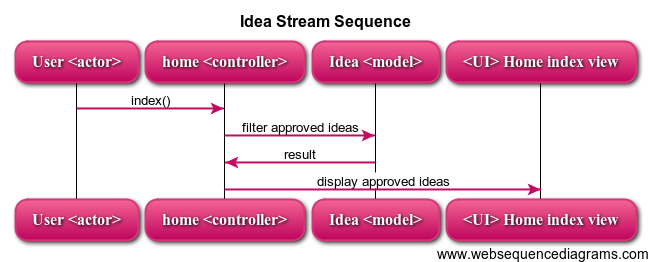 Idea Stream Sequence
User <actor> home <controller> Idea <model> <UI> Home index view
index()
filter approved ideas
result
display approved ideas
User <actor> home <controller> Idea <model> <UI> Home index view
www.websequencediagrams.com